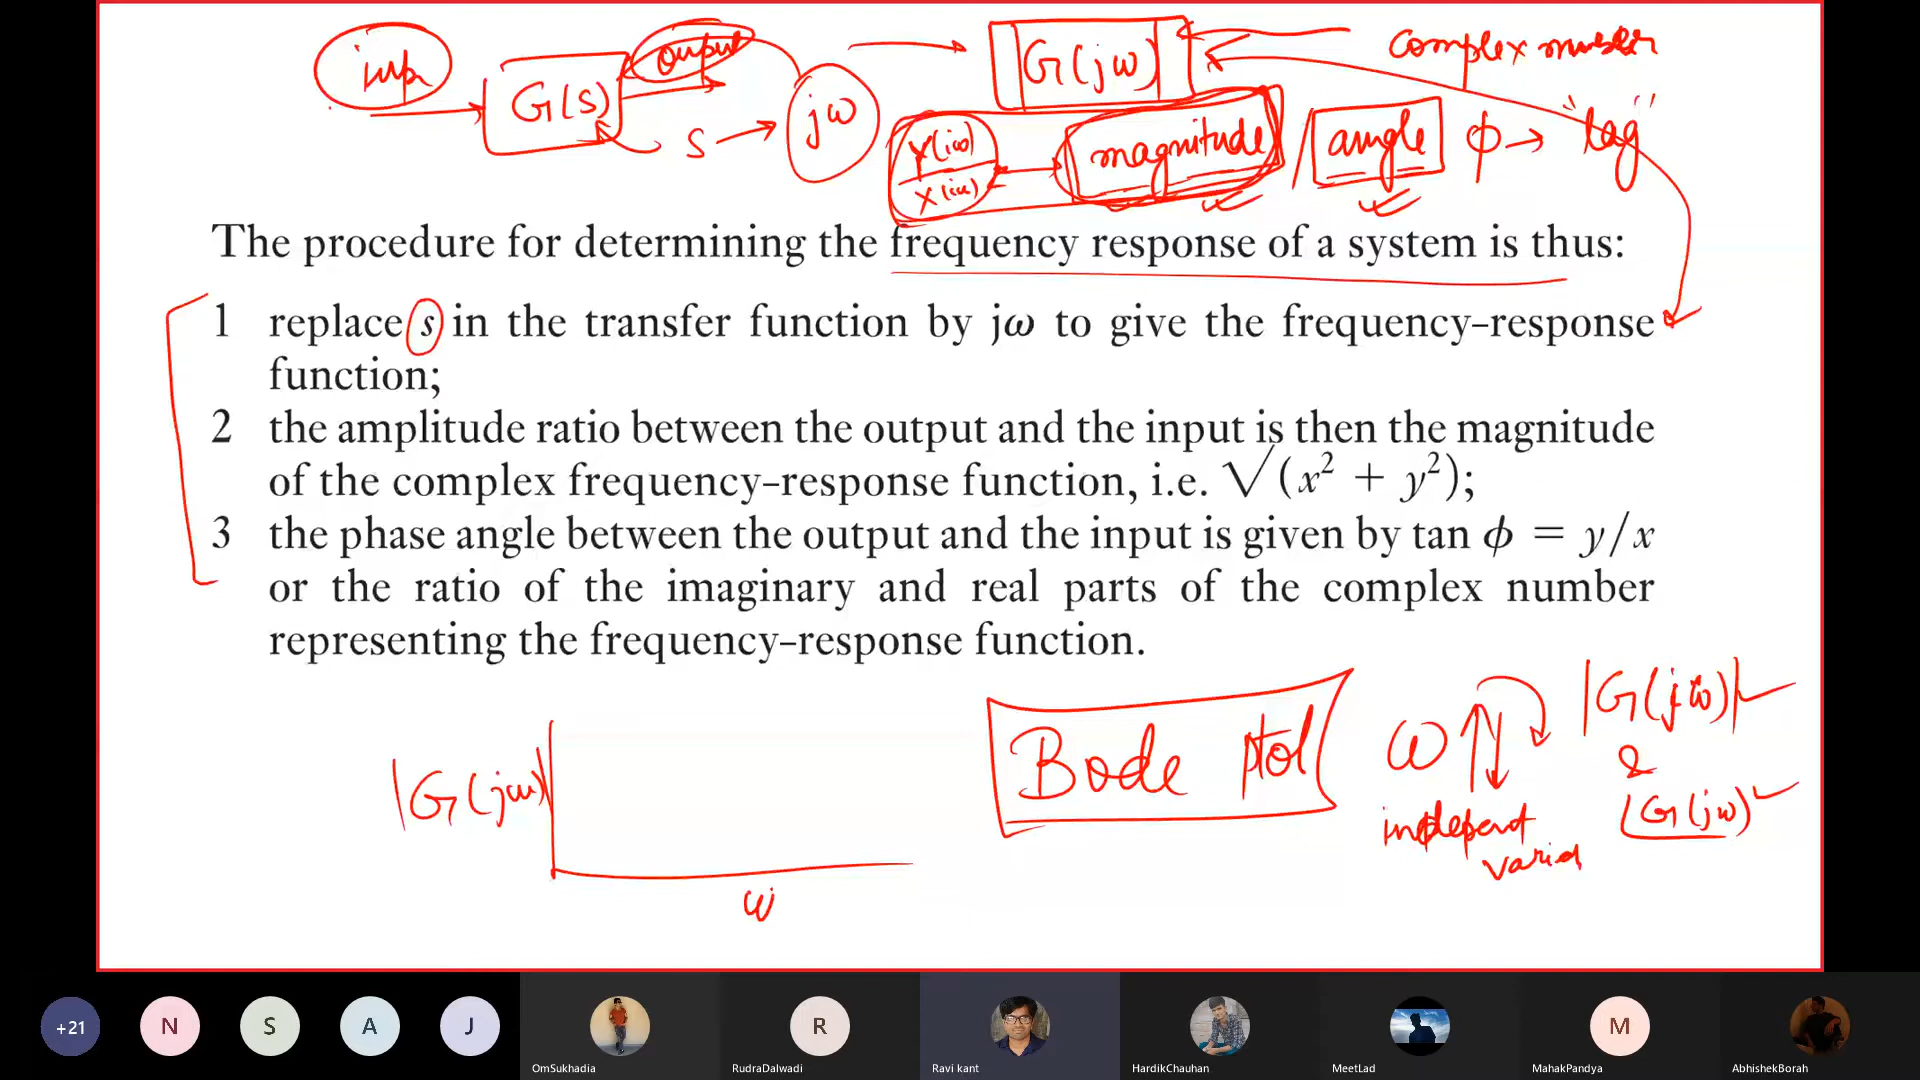 inp
output
G(s)
s → jω
|G(jω)|
complex number
Y(jω)
X(jω)
magnitude / angle φ → "lag"
The procedure for determining the frequency response of a system is thus:
1 replace s in the transfer function by jω to give the frequency-response
function;
2 the amplitude ratio between the output and the input is then the magnitude
of the complex frequency-response function, i.e. √(x² + y²);
3 the phase angle between the output and the input is given by tan φ = y/x
or the ratio of the imaginary and real parts of the complex number
representing the frequency-response function.
|G(jω)|
ω
Bode
ω
|G(jω)|
&
G(jω)
+21
N
S
A
J
OmSukhadia
R
RudraDalwadi
Ravi kant
HardikChauhan
MeetLad
M
MahakPandya
AbhishekBorah